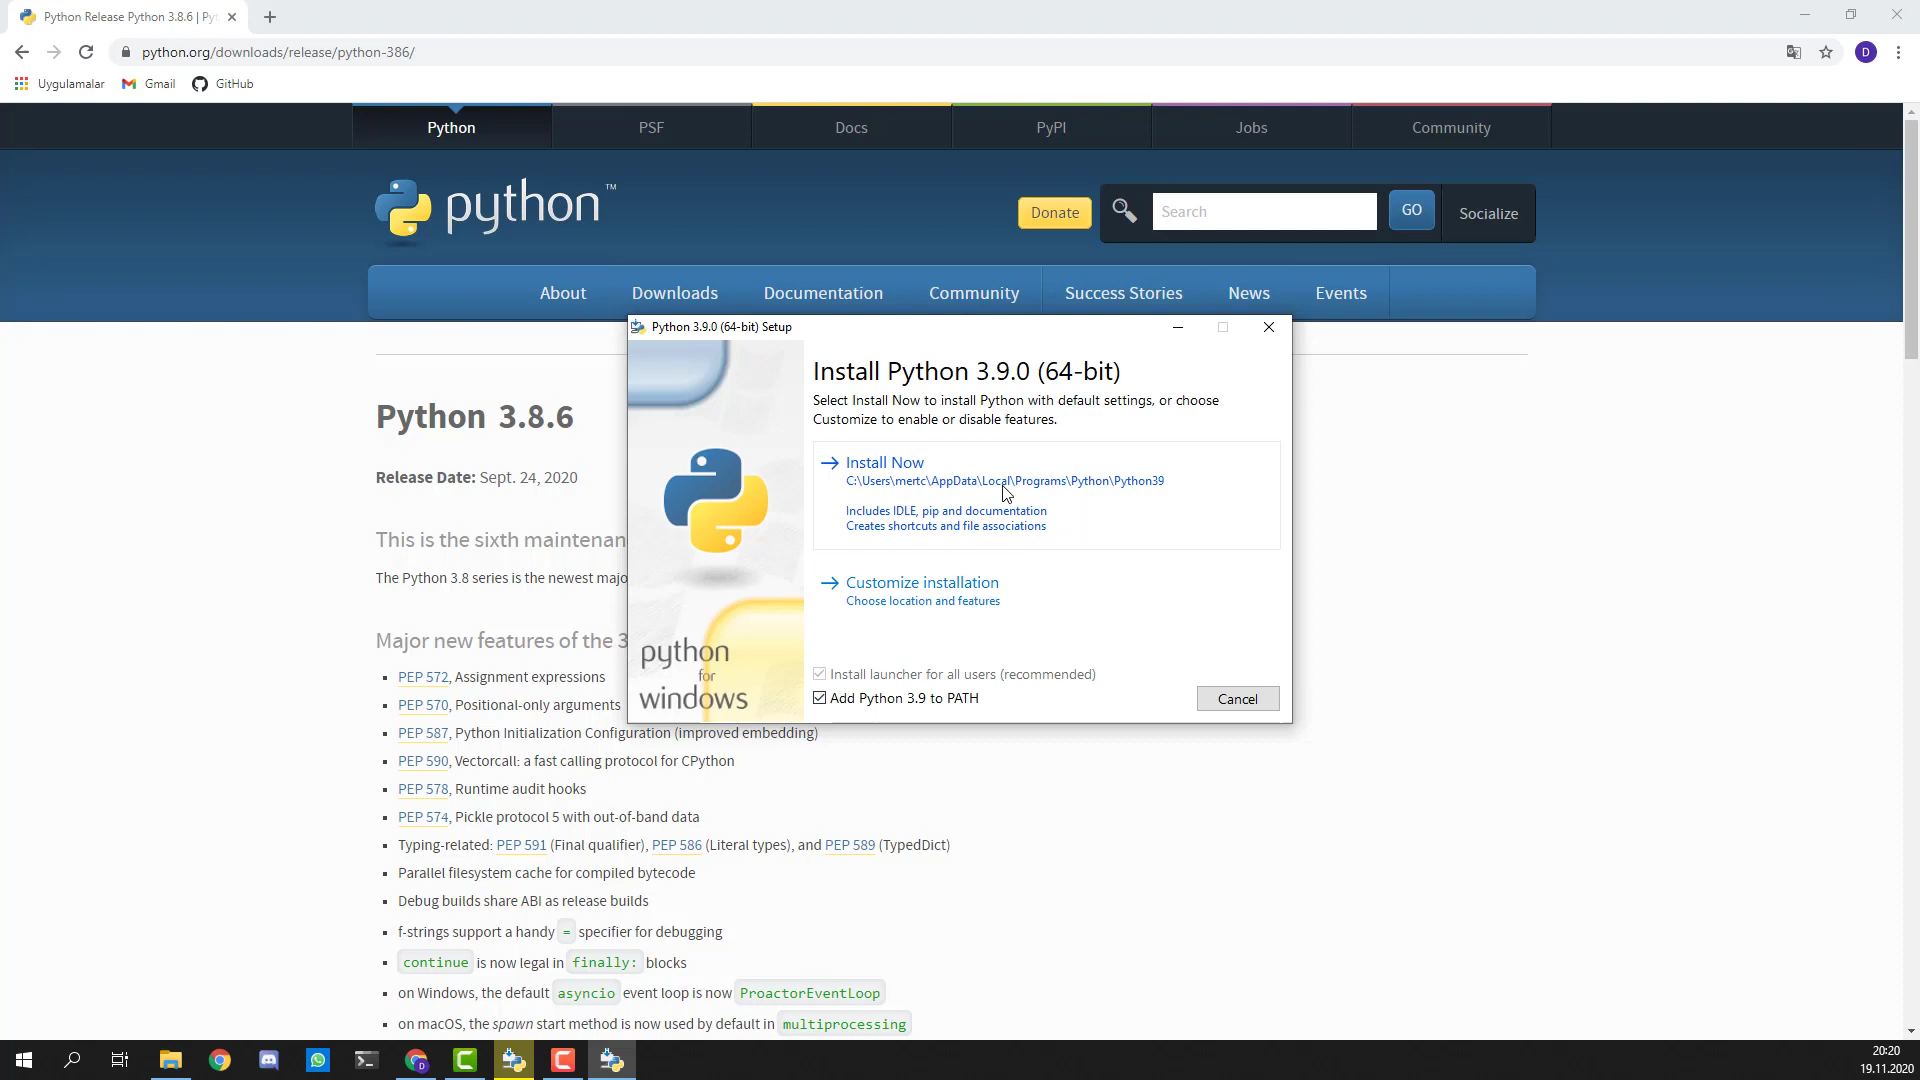 Python Release Python 3.8.6 | Pyt
python.org/downloads/release/python-386/
D
Uygulamalar
Gmail
GitHub
Python
PSF
Docs
PyPI
Jobs
Community
python™
Donate
Search
GO
Socialize
About
Downloads
Documentation
Community
Success Stories
News
Events
Python 3.8.6
Release Date: Sept. 24, 2020
This is the sixth maintenan
The Python 3.8 series is the newest majo
Major new features of the 3
PEP 572, Assignment expressions
PEP 570, Positional-only arguments
PEP 587, Python Initialization Configuration (improved embedding)
PEP 590, Vectorcall: a fast calling protocol for CPython
PEP 578, Runtime audit hooks
PEP 574, Pickle protocol 5 with out-of-band data
Typing-related: PEP 591 (Final qualifier), PEP 586 (Literal types), and PEP 589 (TypedDict)
Parallel filesystem cache for compiled bytecode
Debug builds share ABI as release builds
f-strings support a handy = specifier for debugging
continue is now legal in finally: blocks
on Windows, the default asyncio event loop is now ProactorEventLoop
on macOS, the spawn start method is now used by default in multiprocessing
Python 3.9.0 (64-bit) Setup
Install Python 3.9.0 (64-bit)
Select Install Now to install Python with default settings, or choose
Customize to enable or disable features.
Install Now
C:\Users\mertc\AppData\Local\Programs\Python\Python39
Includes IDLE, pip and documentation
Creates shortcuts and file associations
Customize installation
Choose location and features
python
for
windows
Install launcher for all users (recommended)
Add Python 3.9 to PATH
Cancel
20:20
19.11.2020